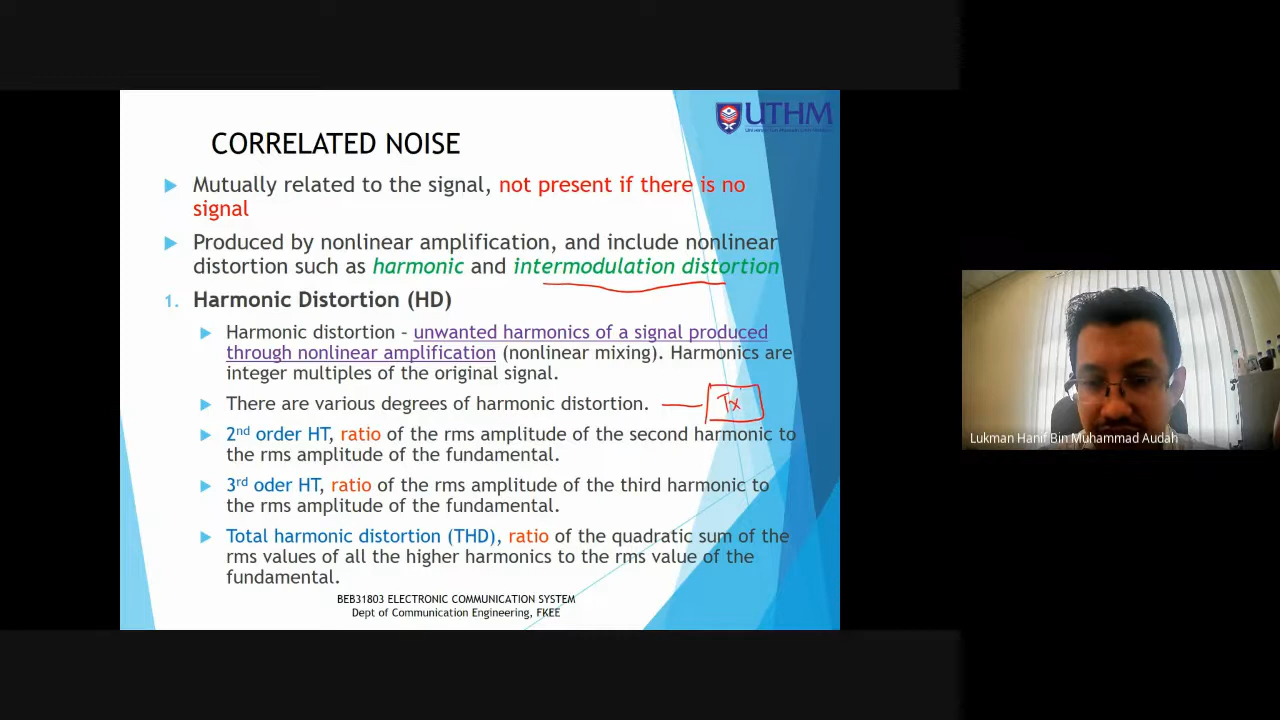 UTHM
CORRELATED NOISE
Mutually related to the signal, not present if there is no
signal
Produced by nonlinear amplification, and include nonlinear
distortion such as harmonic and intermodulation distortion
1. Harmonic Distortion (HD)
Harmonic distortion – unwanted harmonics of a signal produced
through nonlinear amplification (nonlinear mixing). Harmonics are
integer multiples of the original signal.
There are various degrees of harmonic distortion.
Tx
2nd order HT, ratio of the rms amplitude of the second harmonic to
the rms amplitude of the fundamental.
3rd oder HT, ratio of the rms amplitude of the third harmonic to
the rms amplitude of the fundamental.
Total harmonic distortion (THD), ratio of the quadratic sum of the
rms values of all the higher harmonics to the rms value of the
fundamental.
BEB31803 ELECTRONIC COMMUNICATION SYSTEM
Dept of Communication Engineering, FKEE
Lukman Hanif Bin Muhammad Audah